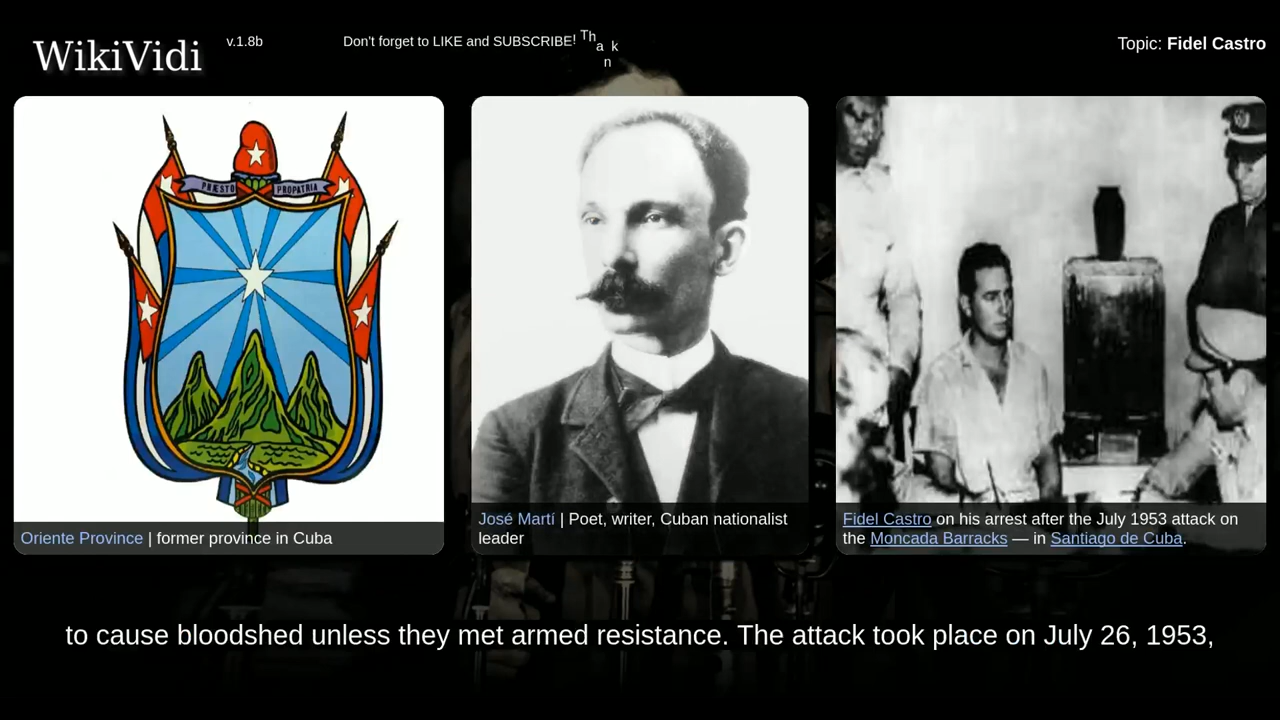 WikiVidi
v.1.8b
Don't forget to LIKE and SUBSCRIBE! Thank
Topic: Fidel Castro
PRÆSTO PROPATRIA
Oriente Province | former province in Cuba
José Martí | Poet, writer, Cuban nationalist
leader
Fidel Castro on his arrest after the July 1953 attack on
the Moncada Barracks — in Santiago de Cuba.
to cause bloodshed unless they met armed resistance. The attack took place on July 26, 1953,